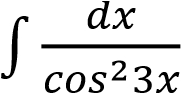 ∫ dx / cos²3x